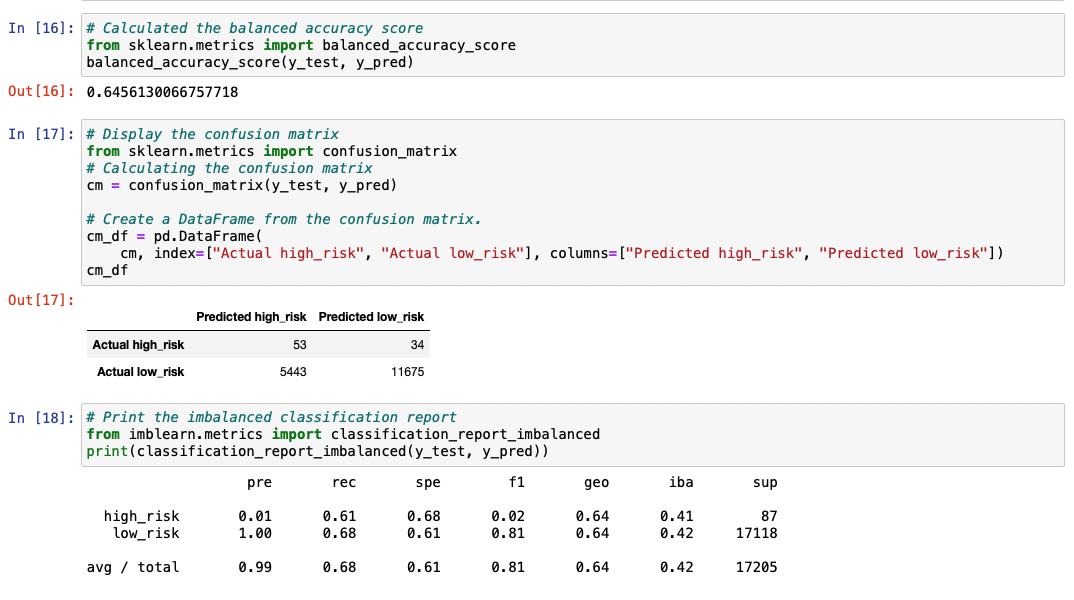 In [16]: # Calculated the balanced accuracy score
from sklearn.metrics import balanced_accuracy_score
balanced_accuracy_score(y_test, y_pred)
Out[16]: 0.6456130066757718
In [17]: # Display the confusion matrix
from sklearn.metrics import confusion_matrix
# Calculating the confusion matrix
cm = confusion_matrix(y_test, y_pred)
# Create a DataFrame from the confusion matrix.
cm_df = pd.DataFrame(
    cm, index=["Actual high_risk", "Actual low_risk"], columns=["Predicted high_risk", "Predicted low_risk"])
cm_df
Out[17]:
Predicted high_risk Predicted low_risk
Actual high_risk 53 34
Actual low_risk 5443 11675
In [18]: # Print the imbalanced classification report
from imblearn.metrics import classification_report_imbalanced
print(classification_report_imbalanced(y_test, y_pred))
pre rec spe f1 geo iba sup
high_risk 0.01 0.61 0.68 0.02 0.64 0.41 87
low_risk 1.00 0.68 0.61 0.81 0.64 0.42 17118
avg / total 0.99 0.68 0.61 0.81 0.64 0.42 17205